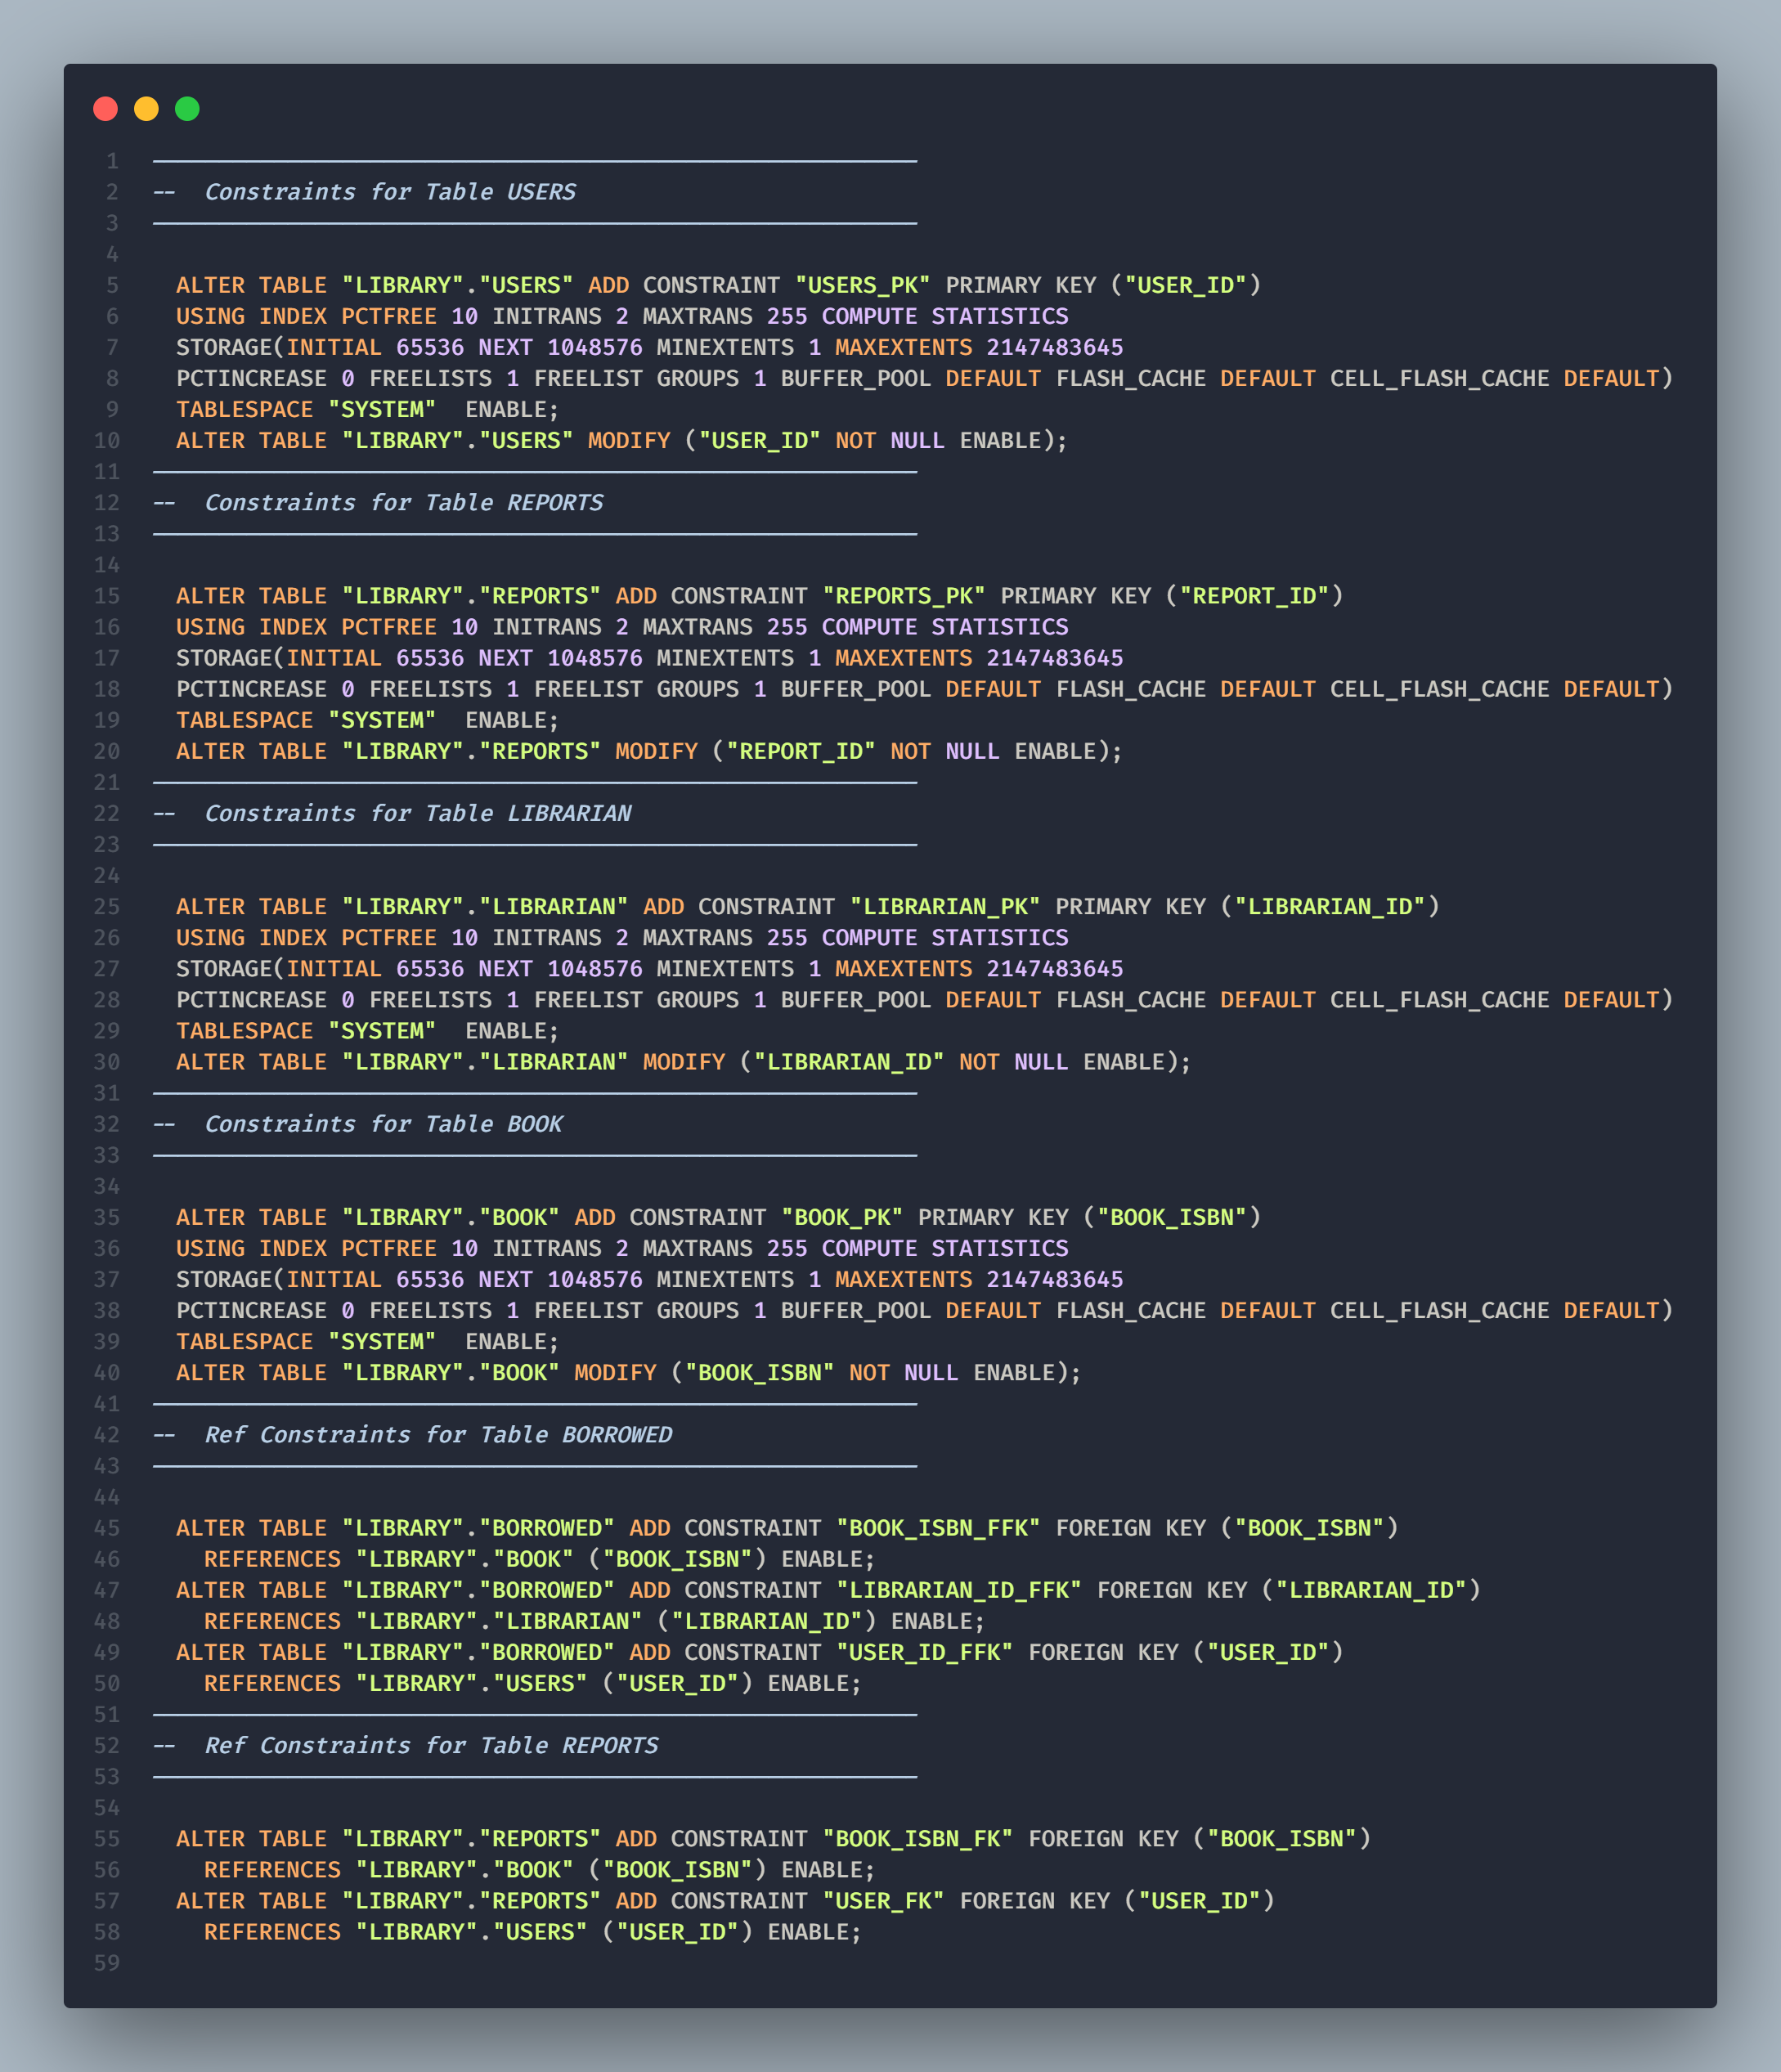 1 --------------------------------------------------------
2 --  Constraints for Table USERS
3 --------------------------------------------------------
4
5   ALTER TABLE "LIBRARY"."USERS" ADD CONSTRAINT "USERS_PK" PRIMARY KEY ("USER_ID")
6   USING INDEX PCTFREE 10 INITRANS 2 MAXTRANS 255 COMPUTE STATISTICS
7   STORAGE(INITIAL 65536 NEXT 1048576 MINEXTENTS 1 MAXEXTENTS 2147483645
8   PCTINCREASE 0 FREELISTS 1 FREELIST GROUPS 1 BUFFER_POOL DEFAULT FLASH_CACHE DEFAULT CELL_FLASH_CACHE DEFAULT)
9   TABLESPACE "SYSTEM"  ENABLE;
10   ALTER TABLE "LIBRARY"."USERS" MODIFY ("USER_ID" NOT NULL ENABLE);
11 --------------------------------------------------------
12 --  Constraints for Table REPORTS
13 --------------------------------------------------------
14
15   ALTER TABLE "LIBRARY"."REPORTS" ADD CONSTRAINT "REPORTS_PK" PRIMARY KEY ("REPORT_ID")
16   USING INDEX PCTFREE 10 INITRANS 2 MAXTRANS 255 COMPUTE STATISTICS
17   STORAGE(INITIAL 65536 NEXT 1048576 MINEXTENTS 1 MAXEXTENTS 2147483645
18   PCTINCREASE 0 FREELISTS 1 FREELIST GROUPS 1 BUFFER_POOL DEFAULT FLASH_CACHE DEFAULT CELL_FLASH_CACHE DEFAULT)
19   TABLESPACE "SYSTEM"  ENABLE;
20   ALTER TABLE "LIBRARY"."REPORTS" MODIFY ("REPORT_ID" NOT NULL ENABLE);
21 --------------------------------------------------------
22 --  Constraints for Table LIBRARIAN
23 --------------------------------------------------------
24
25   ALTER TABLE "LIBRARY"."LIBRARIAN" ADD CONSTRAINT "LIBRARIAN_PK" PRIMARY KEY ("LIBRARIAN_ID")
26   USING INDEX PCTFREE 10 INITRANS 2 MAXTRANS 255 COMPUTE STATISTICS
27   STORAGE(INITIAL 65536 NEXT 1048576 MINEXTENTS 1 MAXEXTENTS 2147483645
28   PCTINCREASE 0 FREELISTS 1 FREELIST GROUPS 1 BUFFER_POOL DEFAULT FLASH_CACHE DEFAULT CELL_FLASH_CACHE DEFAULT)
29   TABLESPACE "SYSTEM"  ENABLE;
30   ALTER TABLE "LIBRARY"."LIBRARIAN" MODIFY ("LIBRARIAN_ID" NOT NULL ENABLE);
31 --------------------------------------------------------
32 --  Constraints for Table BOOK
33 --------------------------------------------------------
34
35   ALTER TABLE "LIBRARY"."BOOK" ADD CONSTRAINT "BOOK_PK" PRIMARY KEY ("BOOK_ISBN")
36   USING INDEX PCTFREE 10 INITRANS 2 MAXTRANS 255 COMPUTE STATISTICS
37   STORAGE(INITIAL 65536 NEXT 1048576 MINEXTENTS 1 MAXEXTENTS 2147483645
38   PCTINCREASE 0 FREELISTS 1 FREELIST GROUPS 1 BUFFER_POOL DEFAULT FLASH_CACHE DEFAULT CELL_FLASH_CACHE DEFAULT)
39   TABLESPACE "SYSTEM"  ENABLE;
40   ALTER TABLE "LIBRARY"."BOOK" MODIFY ("BOOK_ISBN" NOT NULL ENABLE);
41 --------------------------------------------------------
42 --  Ref Constraints for Table BORROWED
43 --------------------------------------------------------
44
45   ALTER TABLE "LIBRARY"."BORROWED" ADD CONSTRAINT "BOOK_ISBN_FFK" FOREIGN KEY ("BOOK_ISBN")
46     REFERENCES "LIBRARY"."BOOK" ("BOOK_ISBN") ENABLE;
47   ALTER TABLE "LIBRARY"."BORROWED" ADD CONSTRAINT "LIBRARIAN_ID_FFK" FOREIGN KEY ("LIBRARIAN_ID")
48     REFERENCES "LIBRARY"."LIBRARIAN" ("LIBRARIAN_ID") ENABLE;
49   ALTER TABLE "LIBRARY"."BORROWED" ADD CONSTRAINT "USER_ID_FFK" FOREIGN KEY ("USER_ID")
50     REFERENCES "LIBRARY"."USERS" ("USER_ID") ENABLE;
51 --------------------------------------------------------
52 --  Ref Constraints for Table REPORTS
53 --------------------------------------------------------
54
55   ALTER TABLE "LIBRARY"."REPORTS" ADD CONSTRAINT "BOOK_ISBN_FK" FOREIGN KEY ("BOOK_ISBN")
56     REFERENCES "LIBRARY"."BOOK" ("BOOK_ISBN") ENABLE;
57   ALTER TABLE "LIBRARY"."REPORTS" ADD CONSTRAINT "USER_FK" FOREIGN KEY ("USER_ID")
58     REFERENCES "LIBRARY"."USERS" ("USER_ID") ENABLE;
59